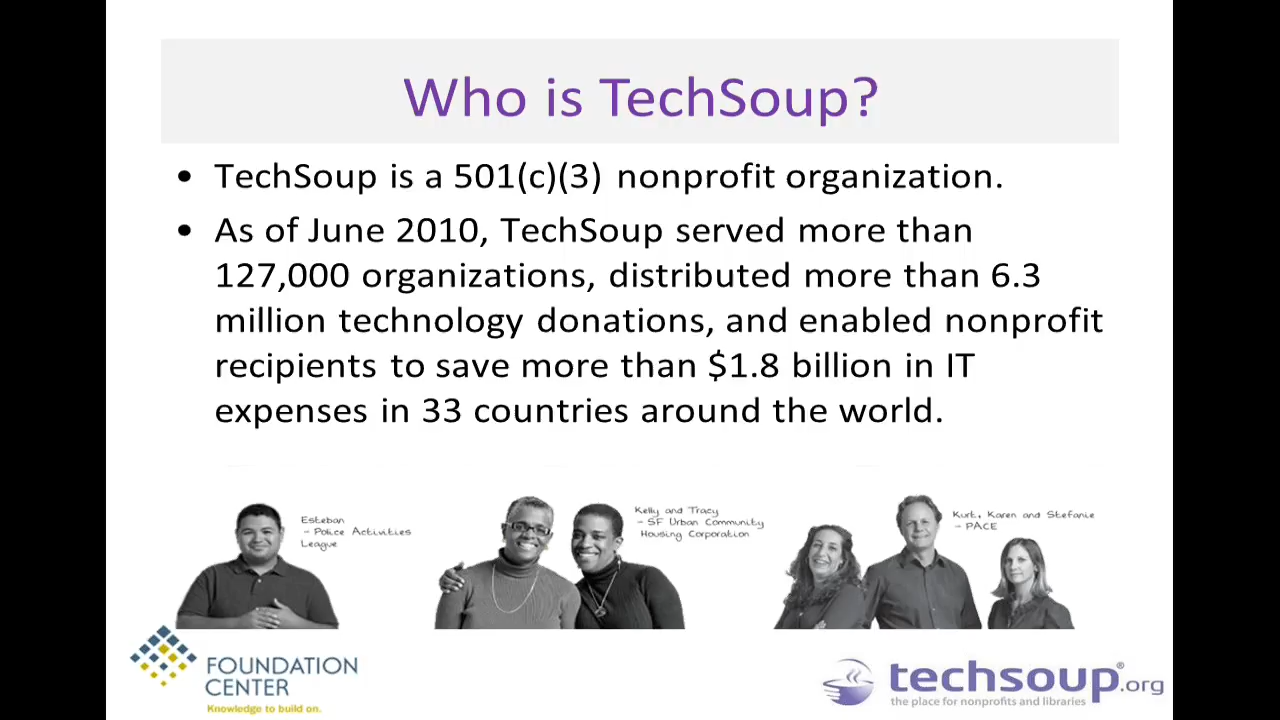 Who is TechSoup?
• TechSoup is a 501(c)(3) nonprofit organization.
• As of June 2010, TechSoup served more than
127,000 organizations, distributed more than 6.3
million technology donations, and enabled nonprofit
recipients to save more than $1.8 billion in IT
expenses in 33 countries around the world.
Esteban
- Police Activities
League
Kelly and Tracy
- SF Urban Community
Housing Corporation
Kurt, Karen and Stefanie
- PACE
FOUNDATION
CENTER
Knowledge to build on.
techsoup®.org
the place for nonprofits and libraries